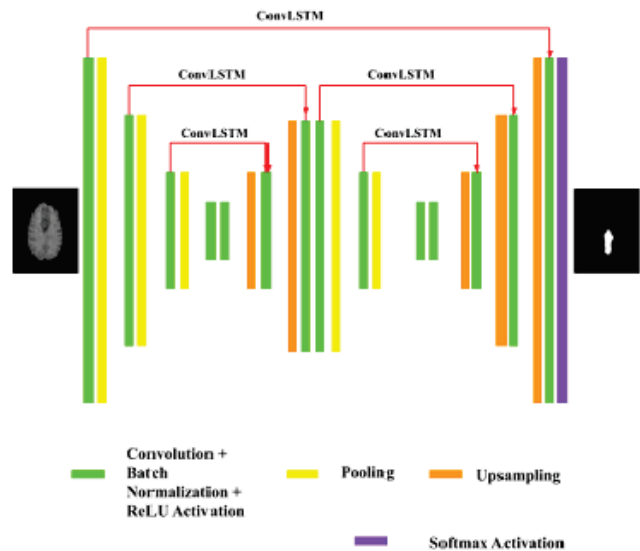 ConvLSTM
ConvLSTM
ConvLSTM
ConvLSTM
ConvLSTM
Convolution +
Batch
Normalization +
ReLU Activation
Pooling
Upsampling
Softmax Activation